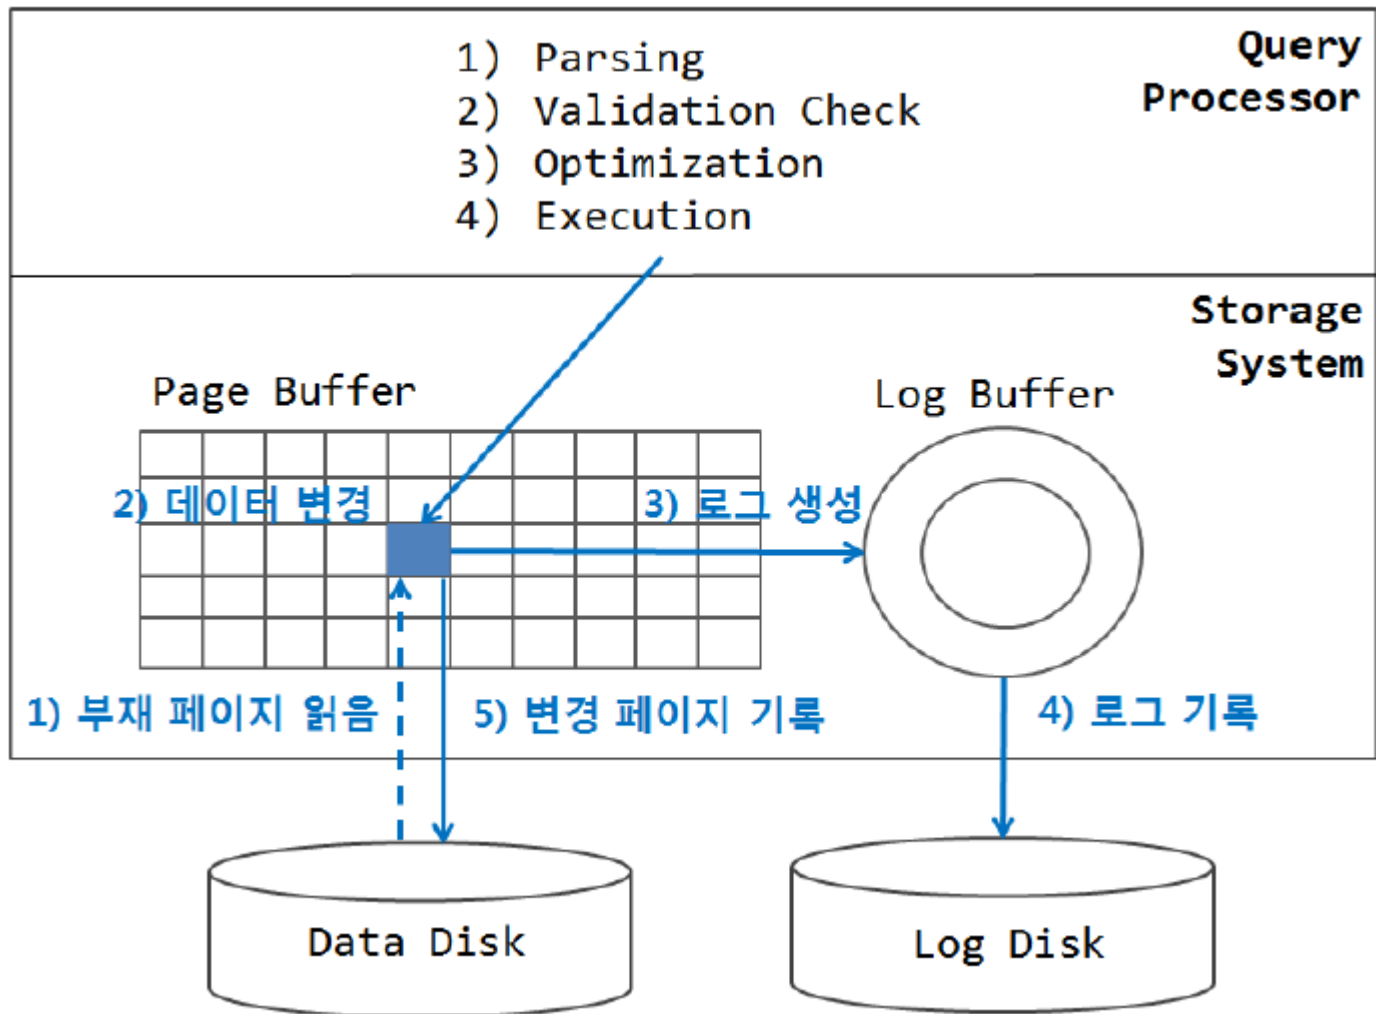 Query
Processor
1) Parsing
2) Validation Check
3) Optimization
4) Execution
Storage
System
Page Buffer
Log Buffer
2) 데이터 변경
3) 로그 생성
1) 부재 페이지 읽음
5) 변경 페이지 기록
4) 로그 기록
Data Disk
Log Disk